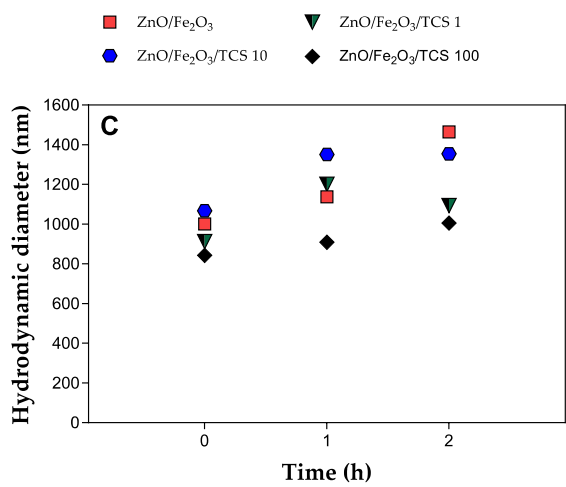 ZnO/Fe₂O₃ ZnO/Fe₂O₃/TCS 1
ZnO/Fe₂O₃/TCS 10 ZnO/Fe₂O₃/TCS 100
C
Hydrodynamic diameter (nm)
1600
1400
1200
1000
800
600
400
200
0
0 1 2
Time (h)